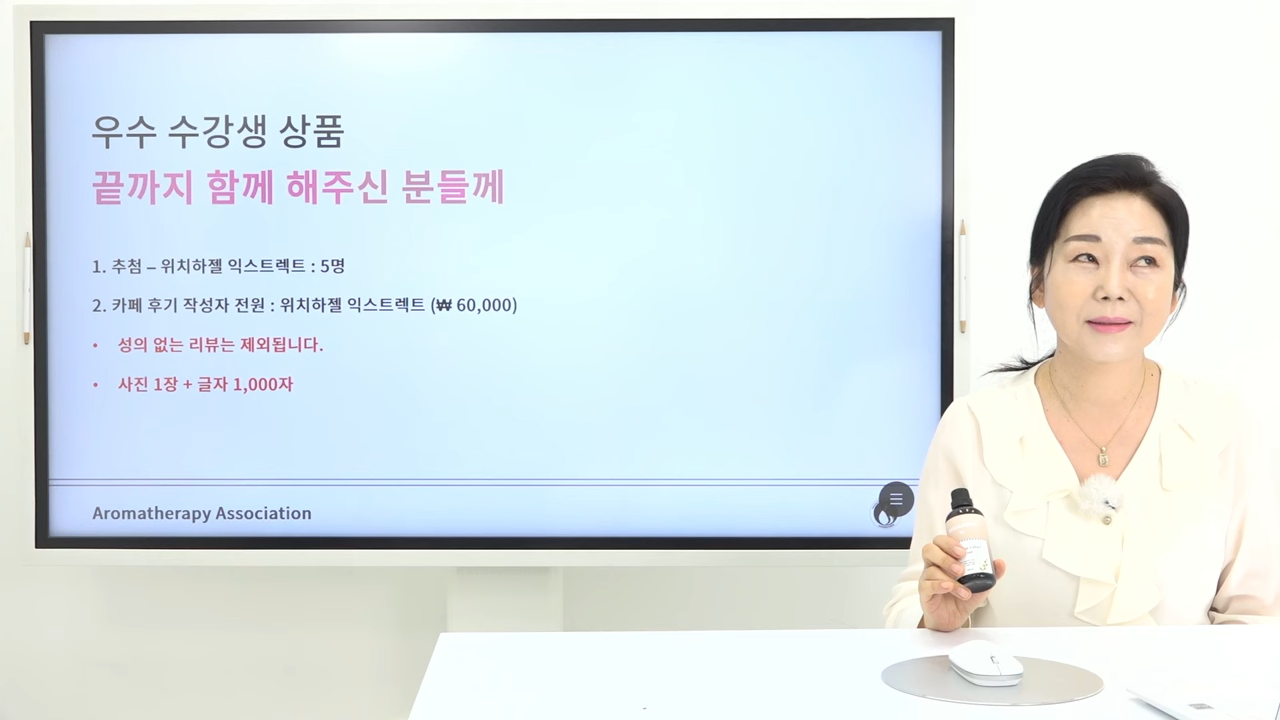 우수 수강생 상품
끝까지 함께 해주신 분들께
1. 추첨 – 위치하젤 익스트렉트 : 5명
2. 카페 후기 작성자 전원 : 위치하젤 익스트렉트 (₩ 60,000)
• 성의 없는 리뷰는 제외됩니다.
• 사진 1장 + 글자 1,000자
Aromatherapy Association